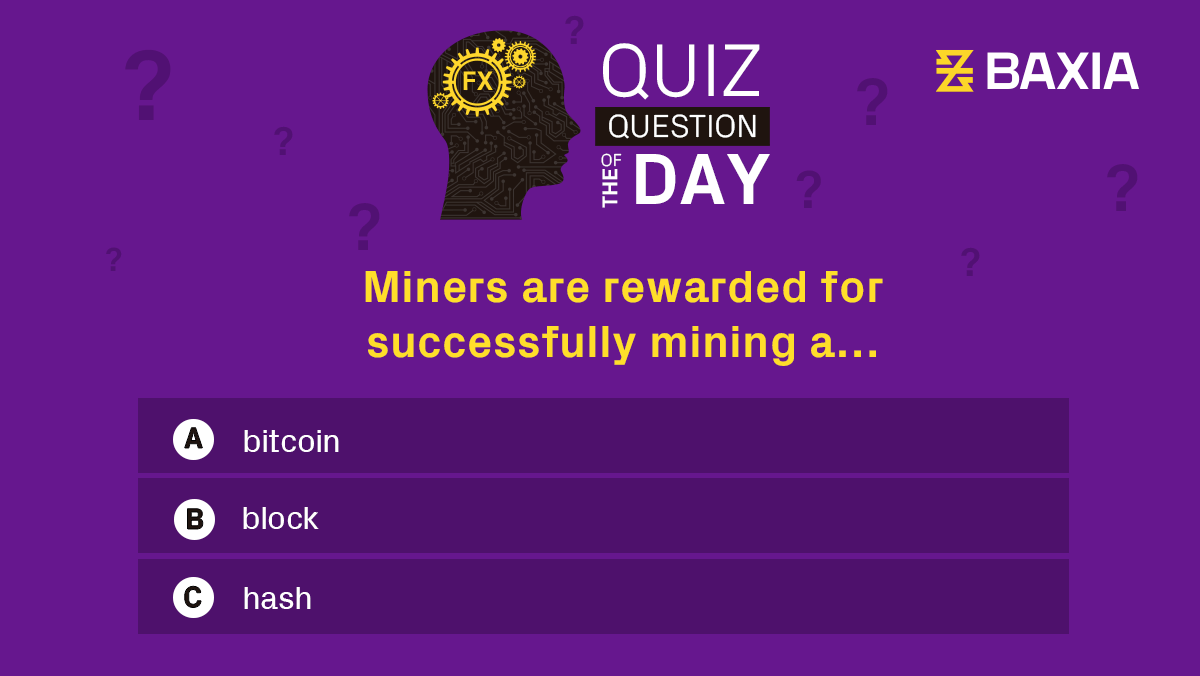 FX
QUIZ
QUESTION
OF THE DAY
BAXIA
Miners are rewarded for
successfully mining a...
A bitcoin
B block
C hash